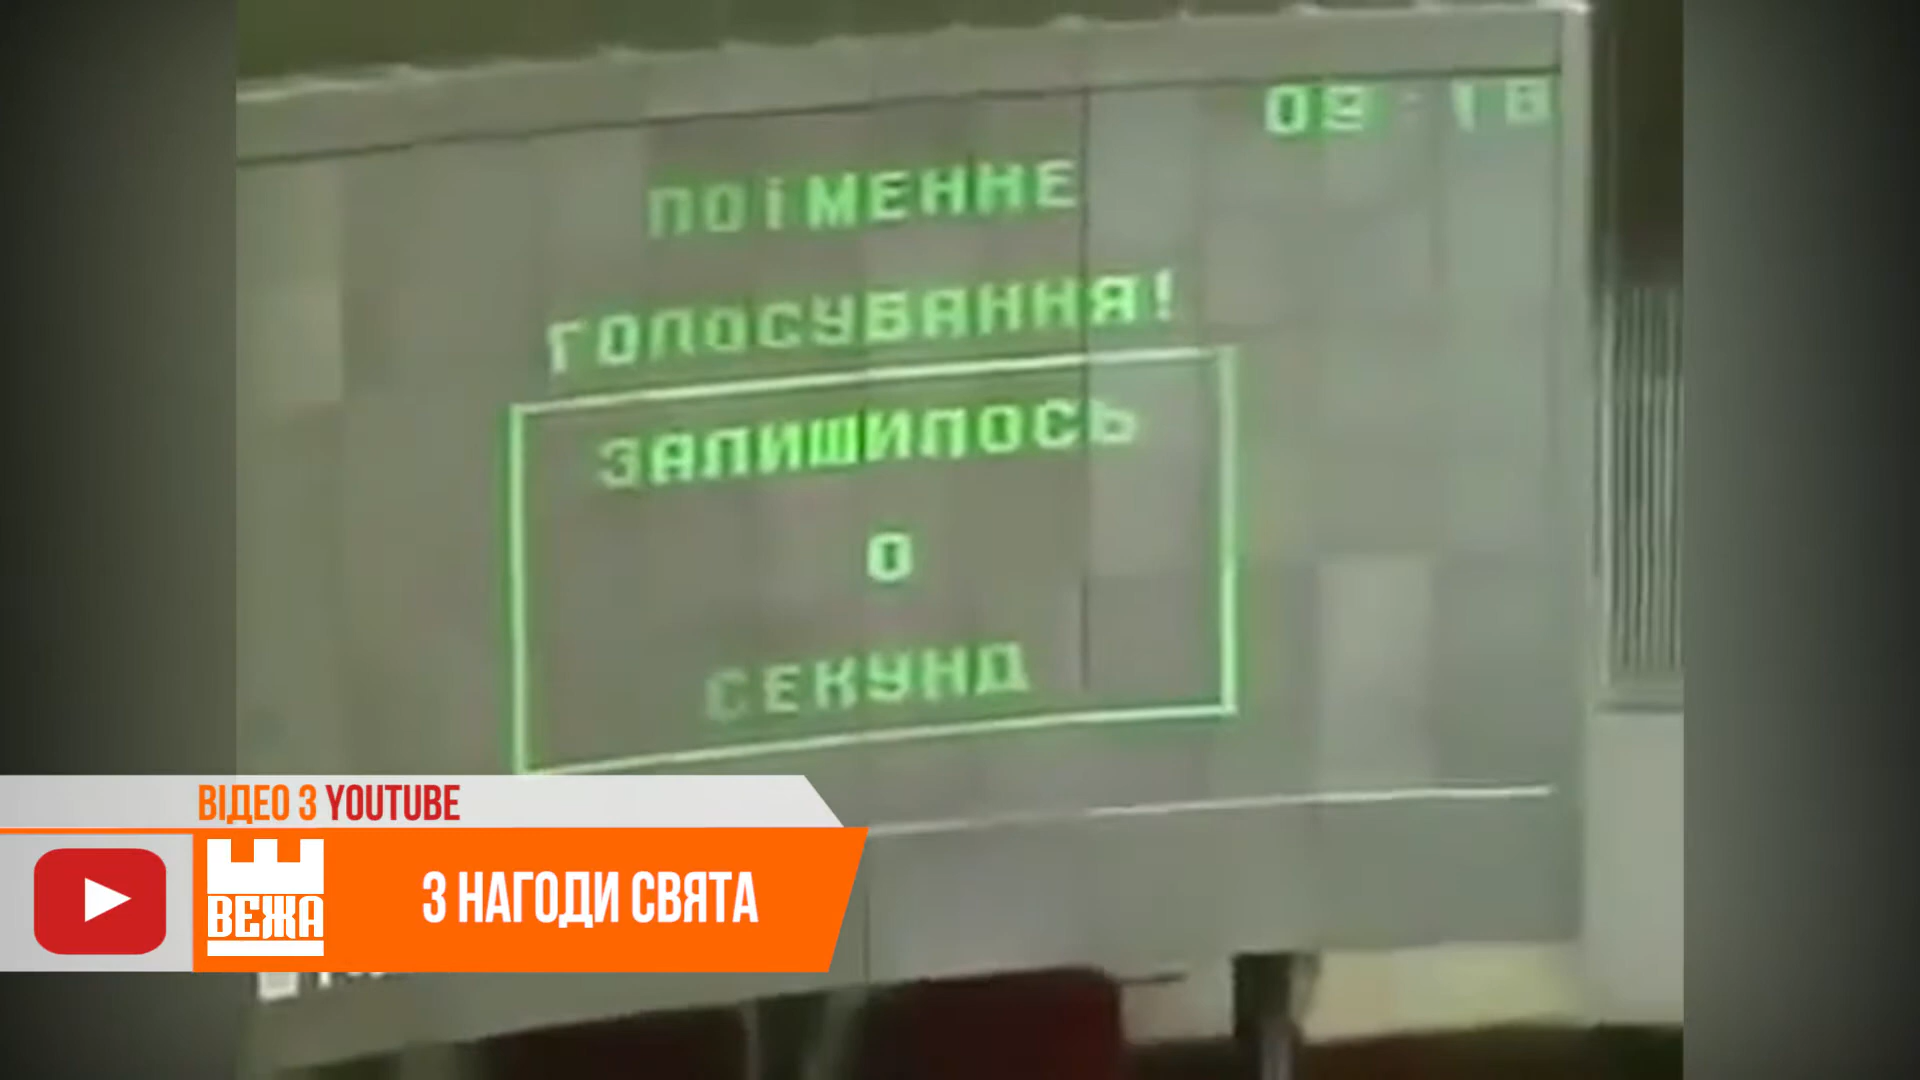 09:18
ПОіМЕННЕ
ГОЛОСУВАННЯ!
ЗАЛИШИЛОСЬ
0
СЕКУНД
ВІДЕО З YOUTUBE
ВЕЖА
З НАГОДИ СВЯТА